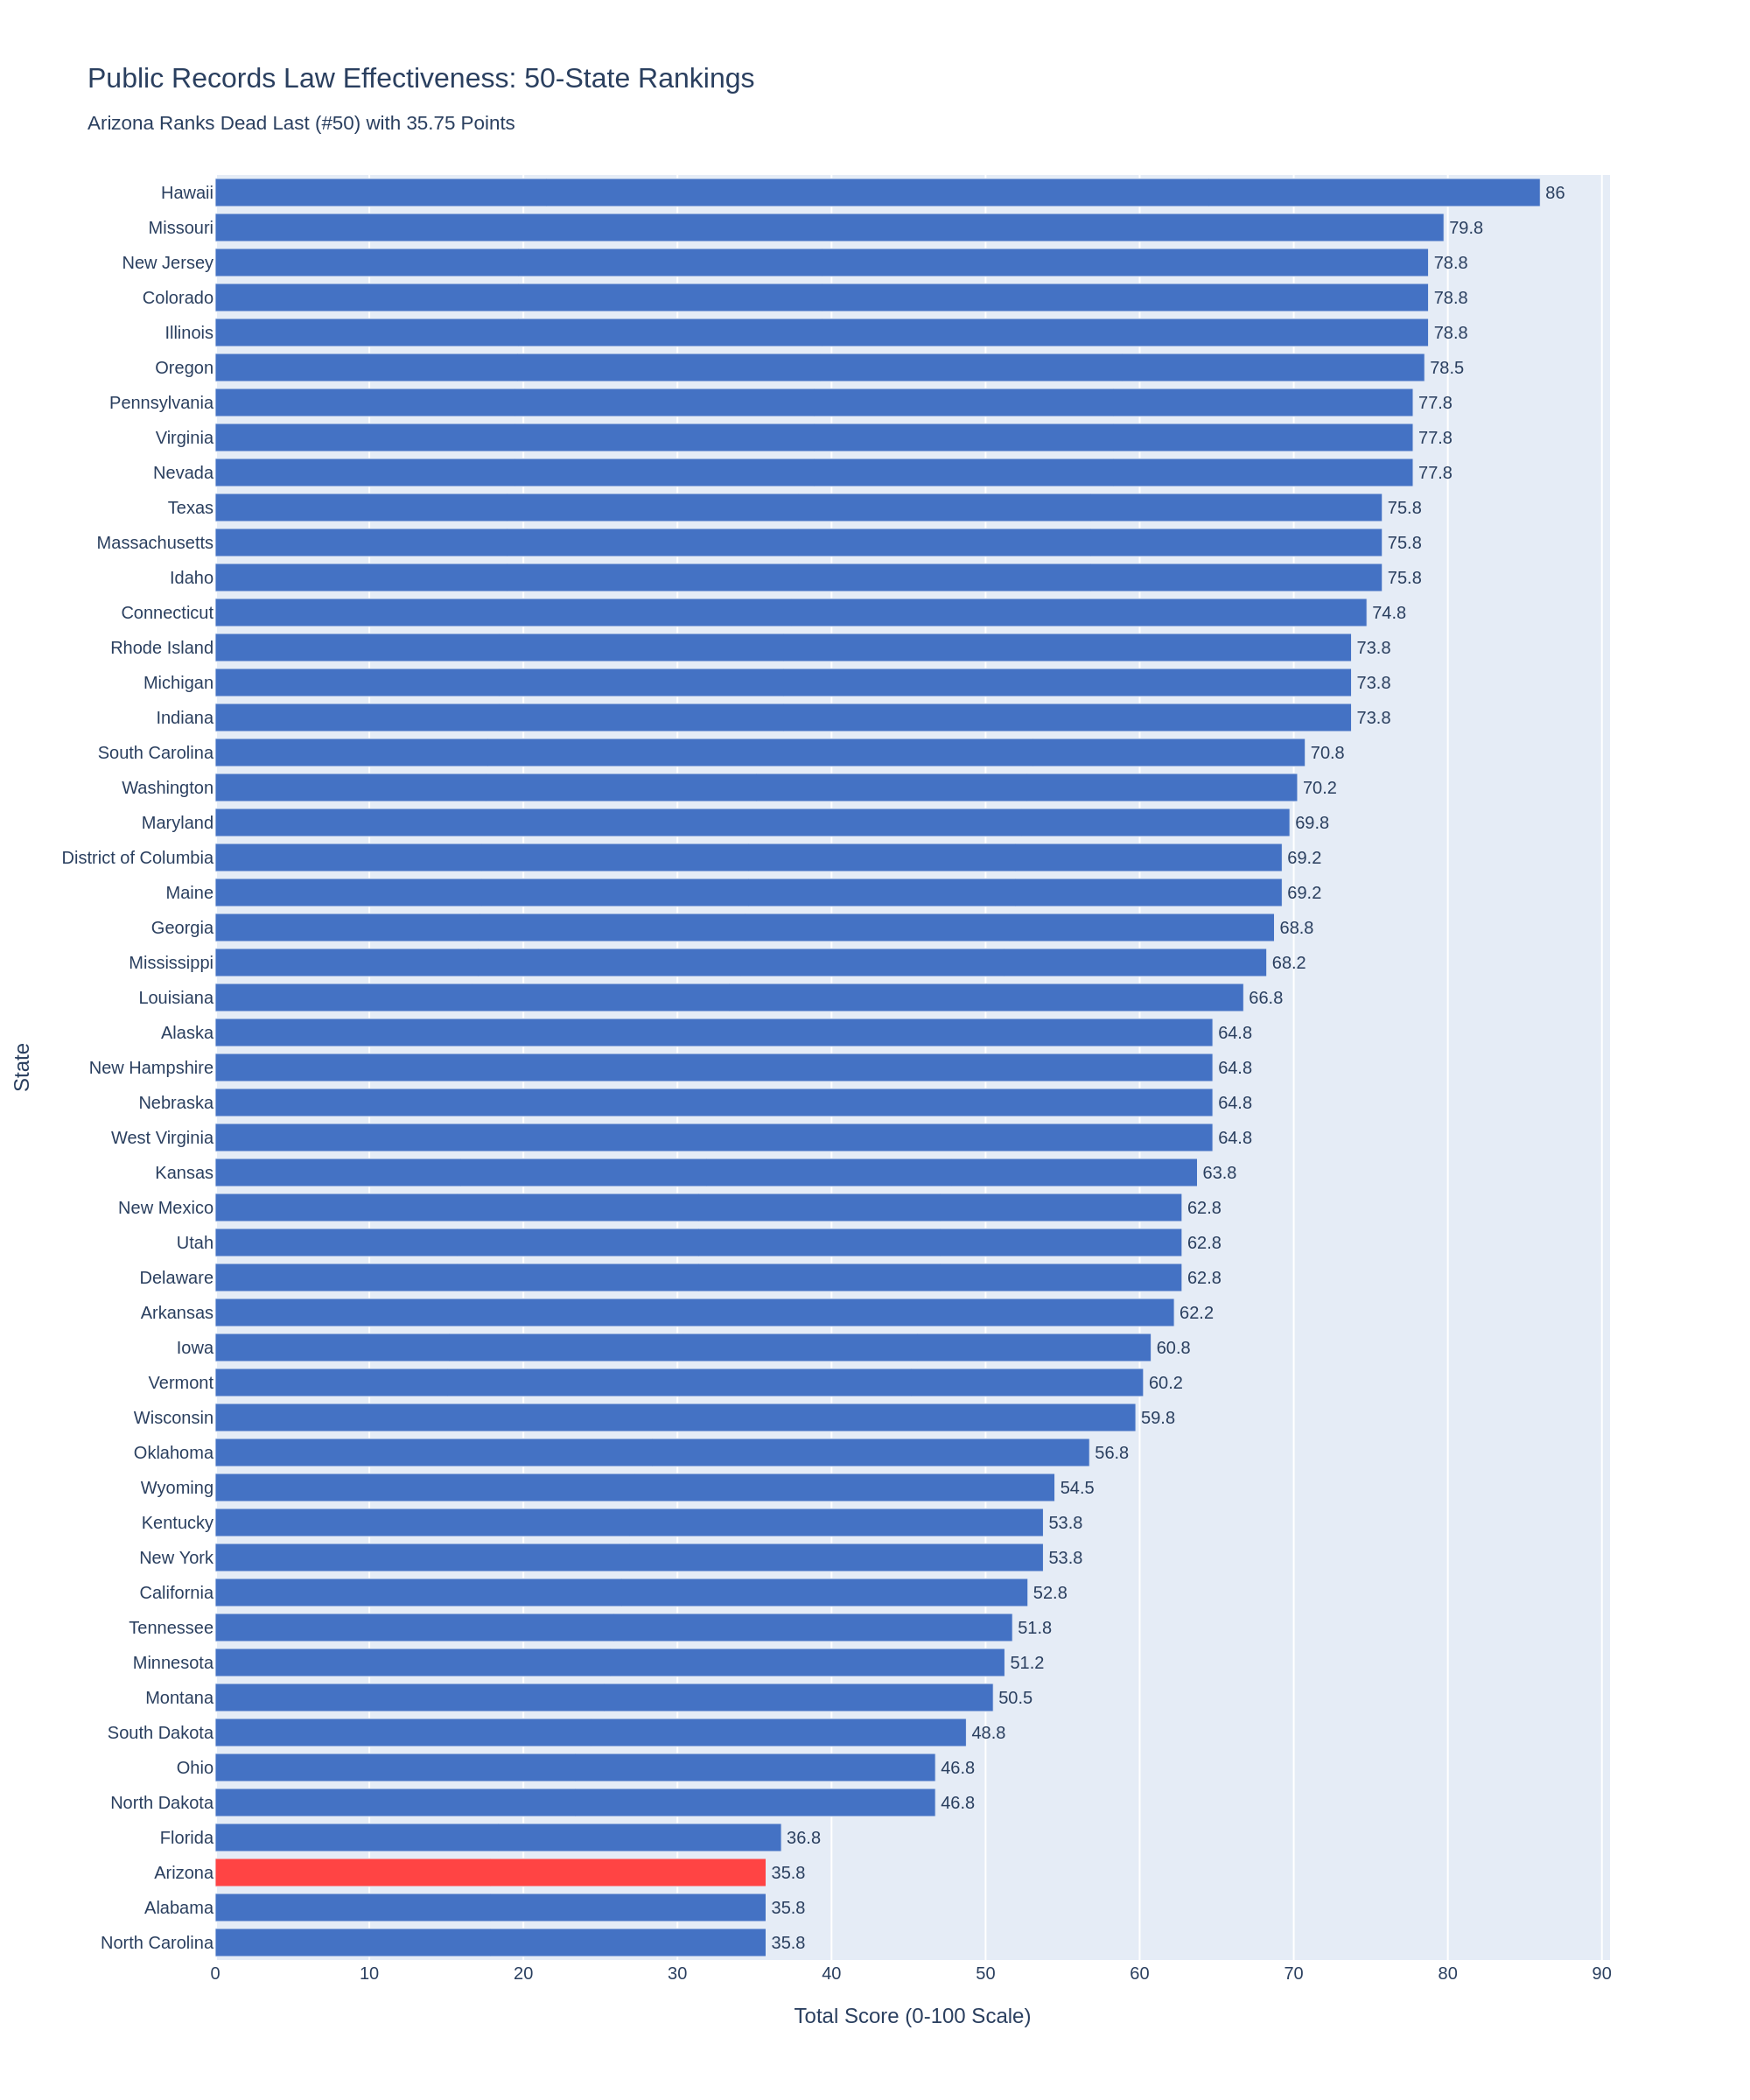 Public Records Law Effectiveness: 50-State Rankings
Arizona Ranks Dead Last (#50) with 35.75 Points
Hawaii 86
Missouri 79.8
New Jersey 78.8
Colorado 78.8
Illinois 78.8
Oregon 78.5
Pennsylvania 77.8
Virginia 77.8
Nevada 77.8
Texas 75.8
Massachusetts 75.8
Idaho 75.8
Connecticut 74.8
Rhode Island 73.8
Michigan 73.8
Indiana 73.8
South Carolina 70.8
Washington 70.2
Maryland 69.8
District of Columbia 69.2
Maine 69.2
Georgia 68.8
Mississippi 68.2
Louisiana 66.8
Alaska 64.8
New Hampshire 64.8
Nebraska 64.8
West Virginia 64.8
Kansas 63.8
New Mexico 62.8
Utah 62.8
Delaware 62.8
Arkansas 62.2
Iowa 60.8
Vermont 60.2
Wisconsin 59.8
Oklahoma 56.8
Wyoming 54.5
Kentucky 53.8
New York 53.8
California 52.8
Tennessee 51.8
Minnesota 51.2
Montana 50.5
South Dakota 48.8
Ohio 46.8
North Dakota 46.8
Florida 36.8
Arizona 35.8
Alabama 35.8
North Carolina 35.8
State
0 10 20 30 40 50 60 70 80 90
Total Score (0-100 Scale)